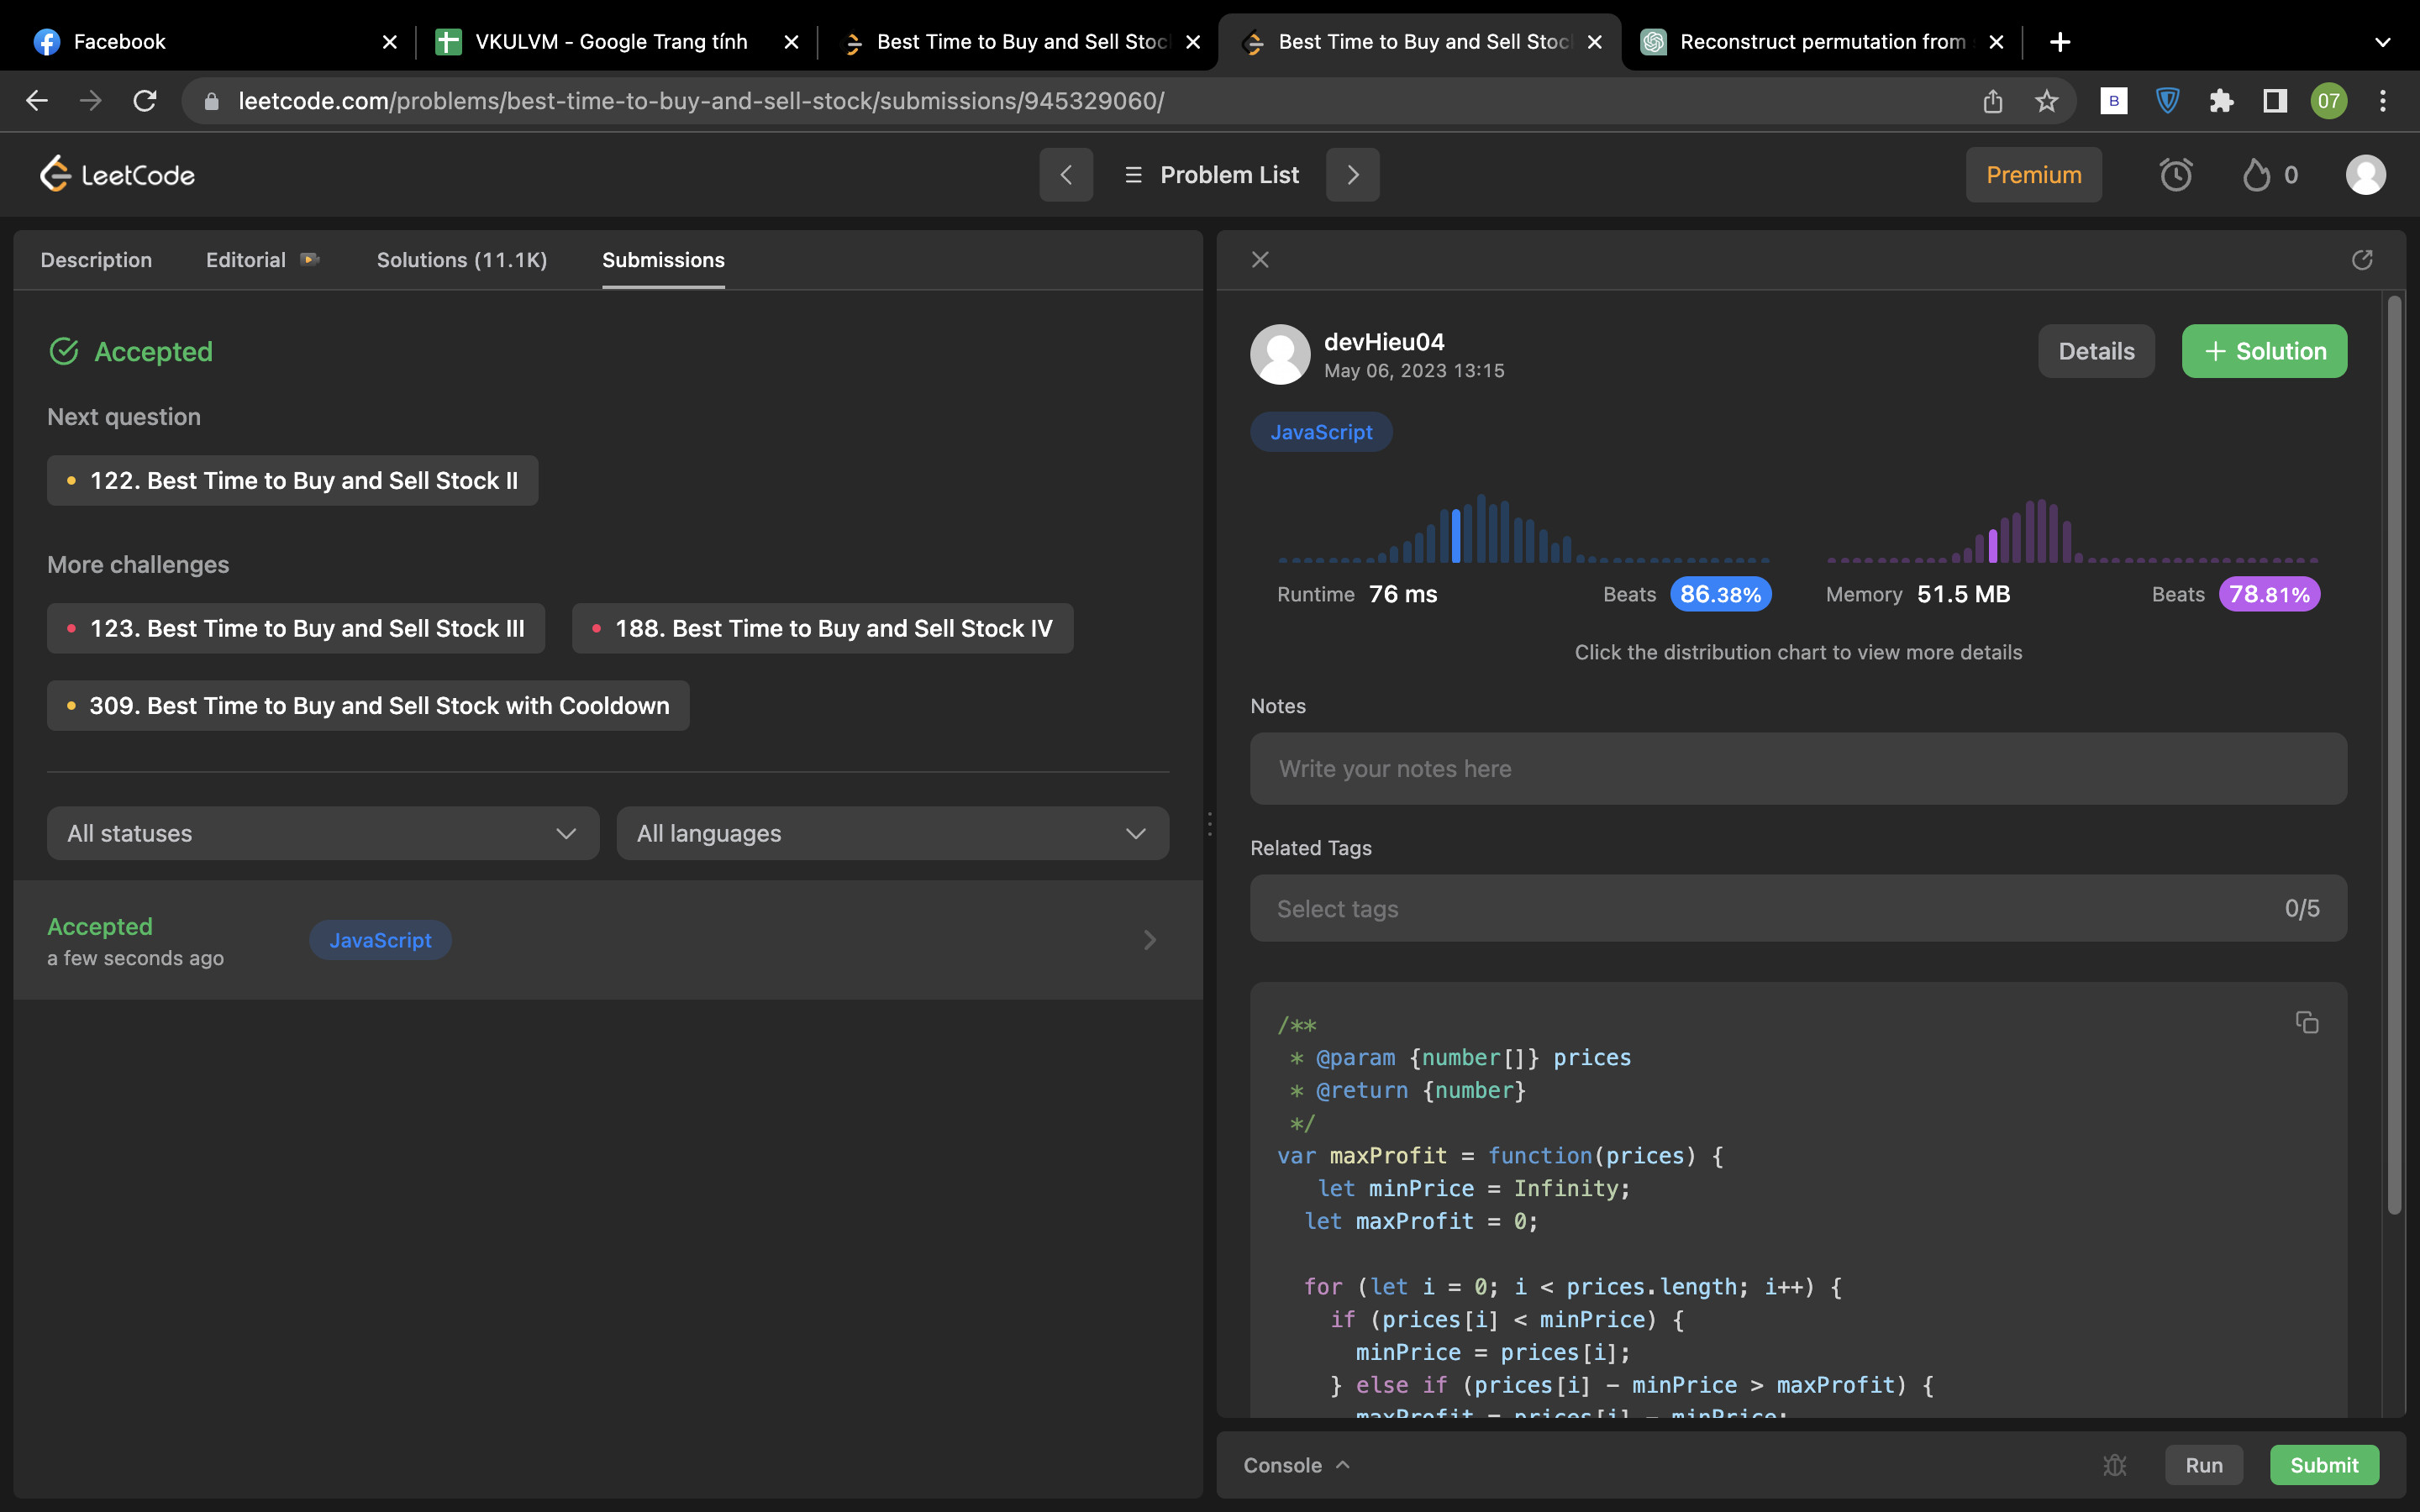 Facebook
VKULVM - Google Trang tính
Best Time to Buy and Sell Stoc
Best Time to Buy and Sell Stoc
Reconstruct permutation from
leetcode.com/problems/best-time-to-buy-and-sell-stock/submissions/945329060/
B
07
LeetCode
Problem List
Premium
0
Description
Editorial
Solutions (11.1K)
Submissions
Accepted
Next question
122. Best Time to Buy and Sell Stock II
More challenges
123. Best Time to Buy and Sell Stock III
188. Best Time to Buy and Sell Stock IV
309. Best Time to Buy and Sell Stock with Cooldown
All statuses
All languages
Accepted
a few seconds ago
JavaScript
devHieu04
May 06, 2023 13:15
Details
+ Solution
JavaScript
Runtime 76 ms
Beats 86.38%
Memory 51.5 MB
Beats 78.81%
Click the distribution chart to view more details
Notes
Write your notes here
Related Tags
Select tags
0/5
/**
 * @param {number[]} prices
 * @return {number}
 */
var maxProfit = function(prices) {
   let minPrice = Infinity;
  let maxProfit = 0;
  for (let i = 0; i < prices.length; i++) {
    if (prices[i] < minPrice) {
      minPrice = prices[i];
    } else if (prices[i] - minPrice > maxProfit) {
      maxProfit = prices[i] - minPrice;
Console
Run
Submit